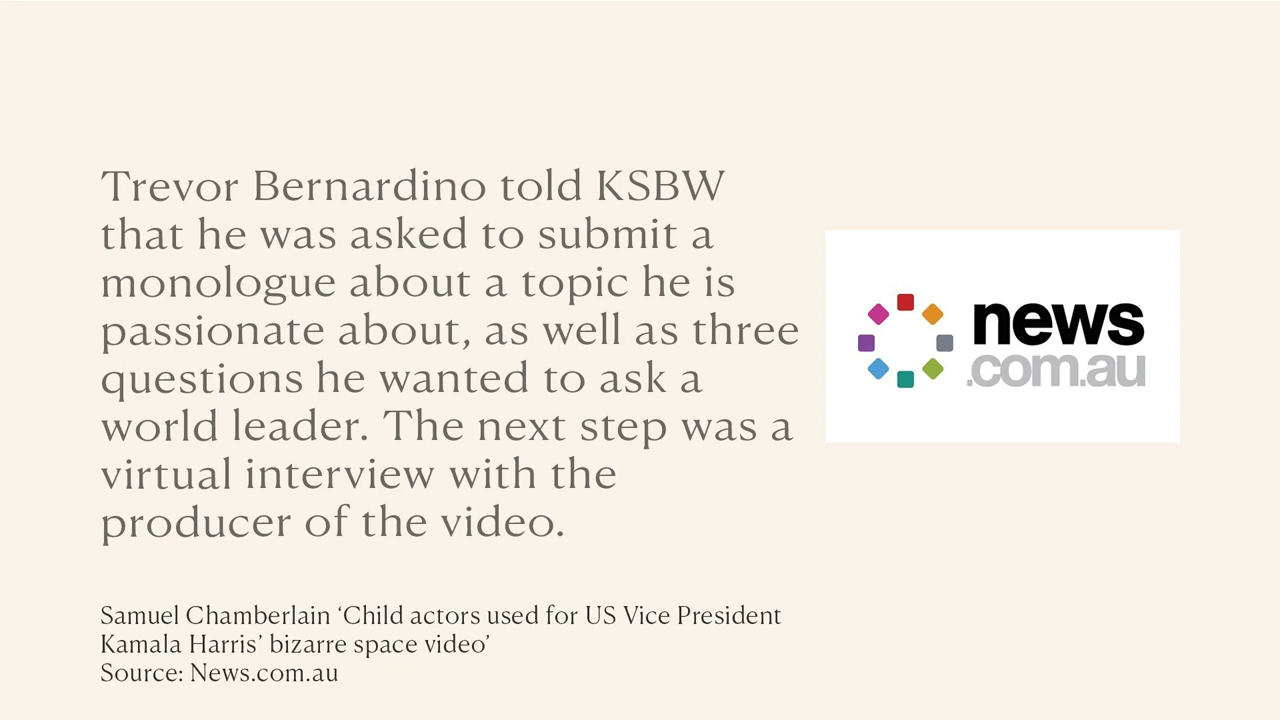 Trevor Bernardino told KSBW
that he was asked to submit a
monologue about a topic he is
passionate about, as well as three
questions he wanted to ask a
world leader. The next step was a
virtual interview with the
producer of the video.
news
.com.au
Samuel Chamberlain ‘Child actors used for US Vice President
Kamala Harris’ bizarre space video’
Source: News.com.au